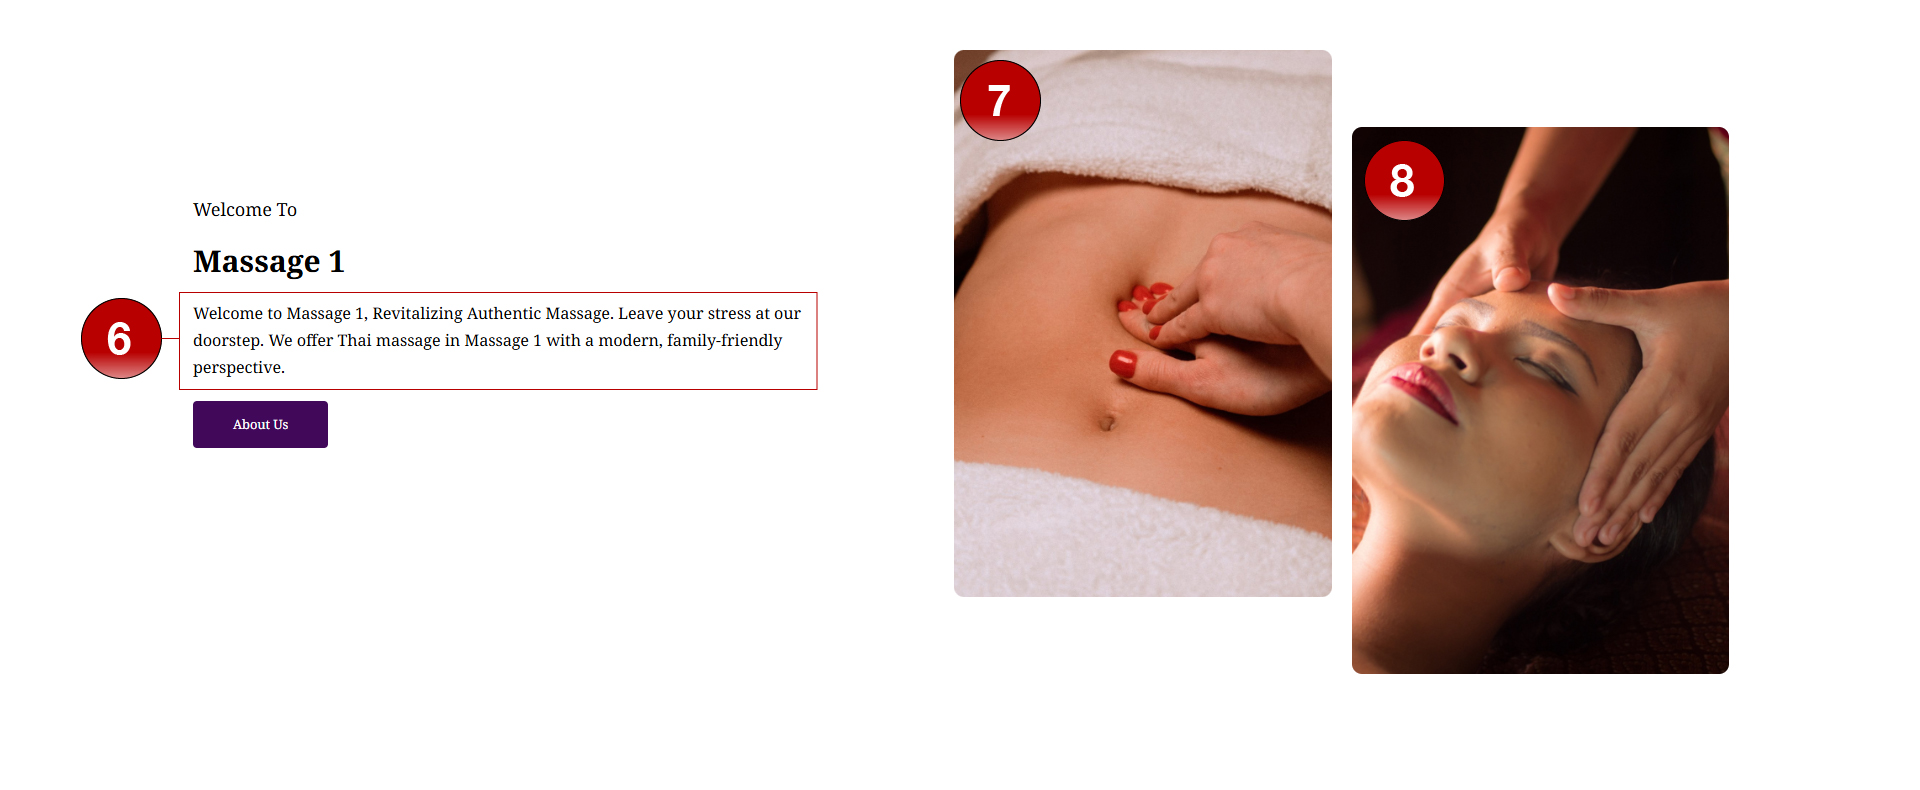 Welcome To
Massage 1
6
Welcome to Massage 1, Revitalizing Authentic Massage. Leave your stress at our
doorstep. We offer Thai massage in Massage 1 with a modern, family-friendly
perspective.
About Us
7
8